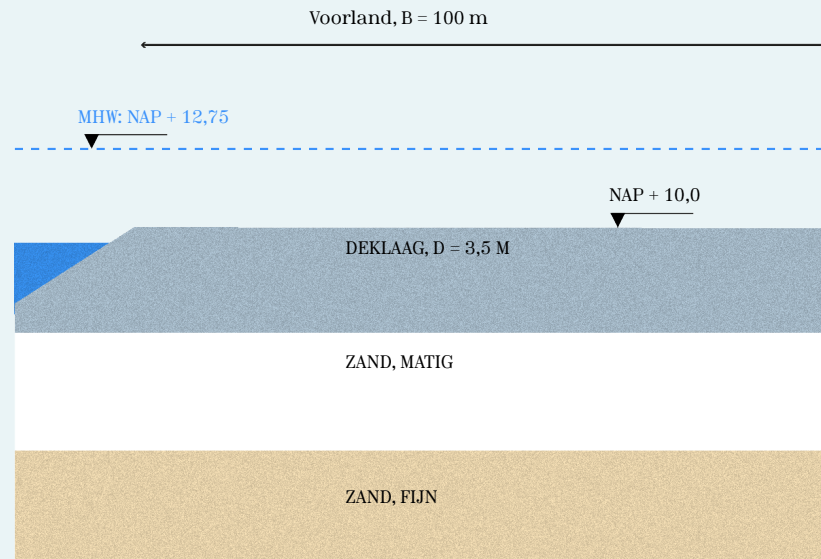 Voorland, B = 100 m
MHW: NAP + 12,75
NAP + 10,0
DEKLAAG, D = 3,5 M
ZAND, MATIG
ZAND, FIJN